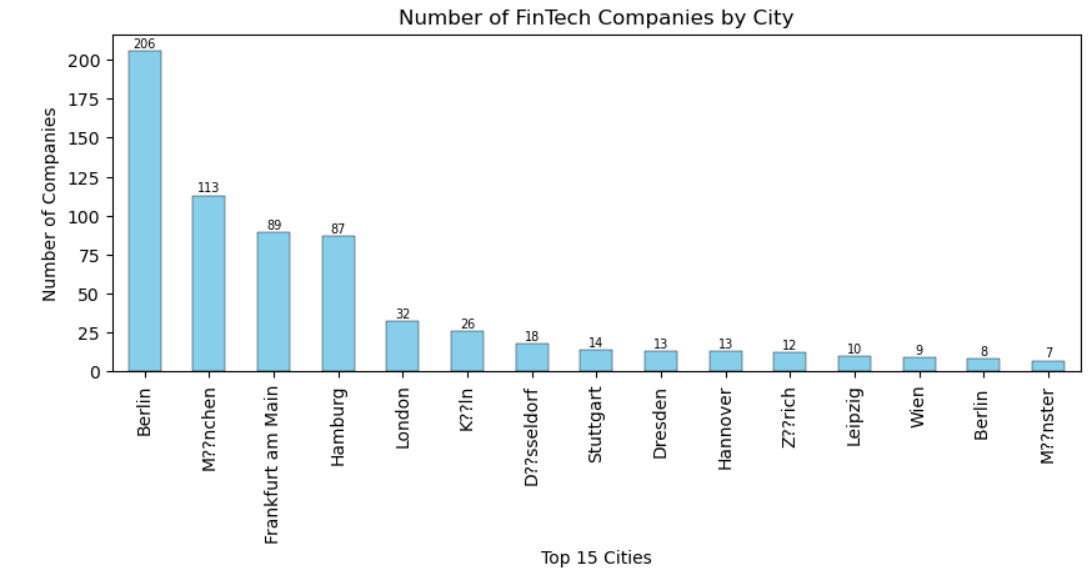 Number of FinTech Companies by City
Number of Companies
200
175
150
125
100
75
50
25
0
206
113
89
87
32
26
18
14
13
13
12
10
9
8
7
Berlin
M??nchen
Frankfurt am Main
Hamburg
London
K??ln
D??sseldorf
Stuttgart
Dresden
Hannover
Z??rich
Leipzig
Wien
Berlin
M??nster
Top 15 Cities